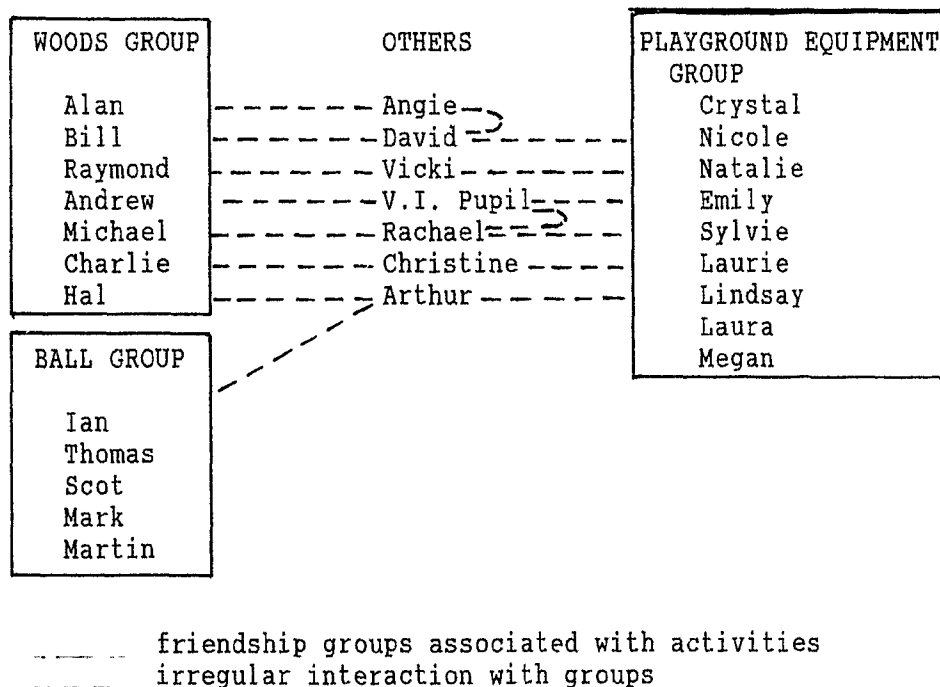 WOODS GROUP OTHERS PLAYGROUND EQUIPMENT
GROUP
Alan Angie Crystal
Bill David Nicole
Raymond Vicki Natalie
Andrew V.I. Pupil Emily
Michael Rachael Sylvie
Charlie Christine Laurie
Hal Arthur Lindsay
Laura
BALL GROUP Megan
Ian
Thomas
Scot
Mark
Martin
friendship groups associated with activities
irregular interaction with groups